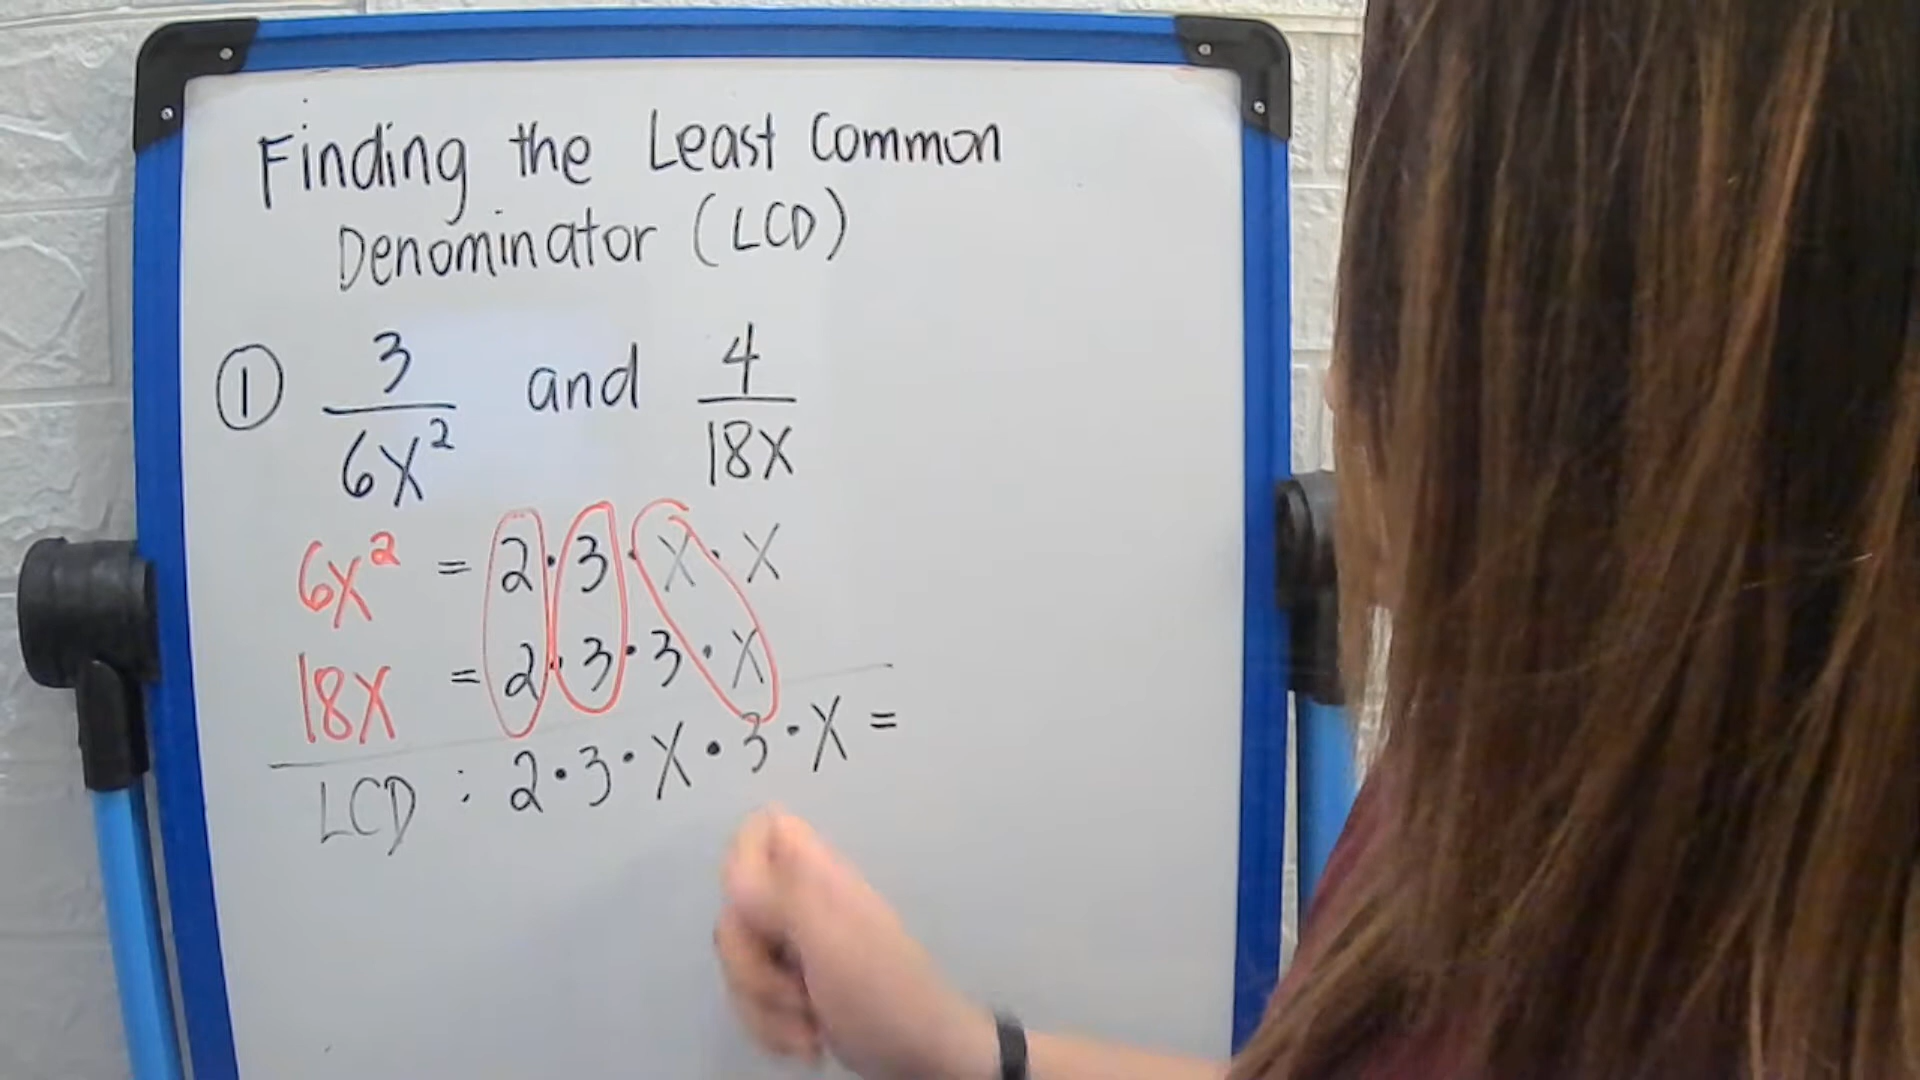 Finding the Least Common
Denominator (LCD)
① 3/6x² and 4/18x
6x² = 2·3·x·x
18x = 2·3·3·x
LCD : 2·3·x·3·x =